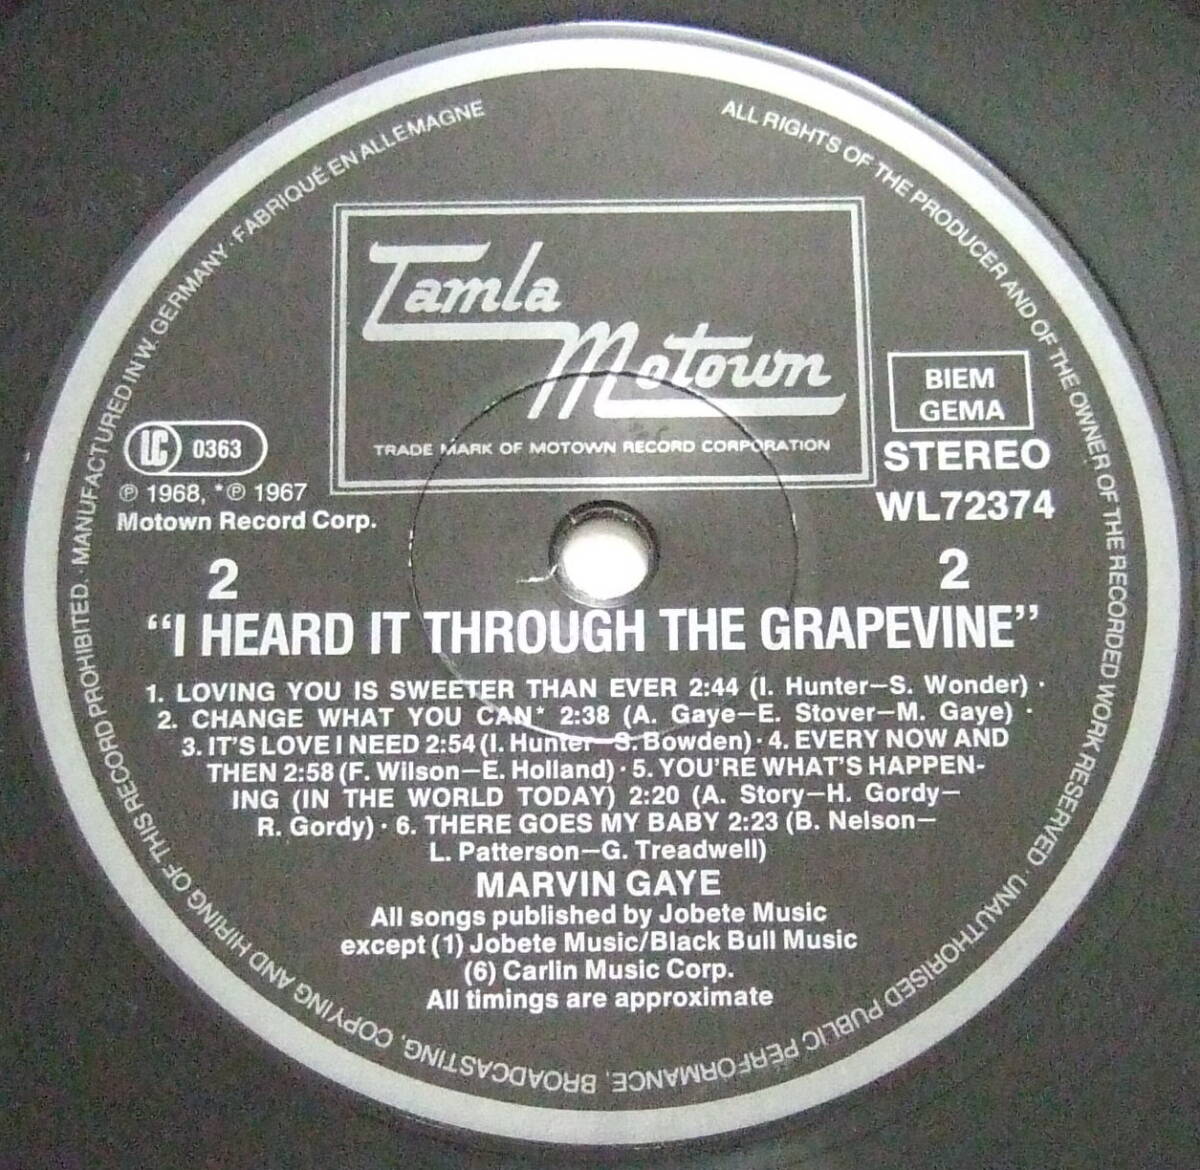 MANUFACTURED IN W. GERMANY · FABRIQUÉ EN ALLEMAGNE
ALL RIGHTS OF THE PRODUCER AND OF THE OWNER OF THE RECORDED WORK RESERVED · UNAUTHORISED PUBLIC PERFORMANCE, BROADCASTING, COPYING AND HIRING OF THIS RECORD PROHIBITED.
Tamla
Motown
TRADE MARK OF MOTOWN RECORD CORPORATION
BIEM
GEMA
STEREO
WL72374
LC 0363
℗ 1968, *℗ 1967
Motown Record Corp.
2 2
“I HEARD IT THROUGH THE GRAPEVINE”
1. LOVING YOU IS SWEETER THAN EVER 2:44 (I. Hunter–S. Wonder) ·
2. CHANGE WHAT YOU CAN* 2:38 (A. Gaye–E. Stover–M. Gaye) ·
3. IT'S LOVE I NEED 2:54 (I. Hunter–S. Bowden) · 4. EVERY NOW AND
THEN 2:58 (F. Wilson–E. Holland) · 5. YOU'RE WHAT'S HAPPEN-
ING (IN THE WORLD TODAY) 2:20 (A. Story–H. Gordy–
R. Gordy) · 6. THERE GOES MY BABY 2:23 (B. Nelson–
L. Patterson–G. Treadwell)
MARVIN GAYE
All songs published by Jobete Music
except (1) Jobete Music/Black Bull Music
(6) Carlin Music Corp.
All timings are approximate